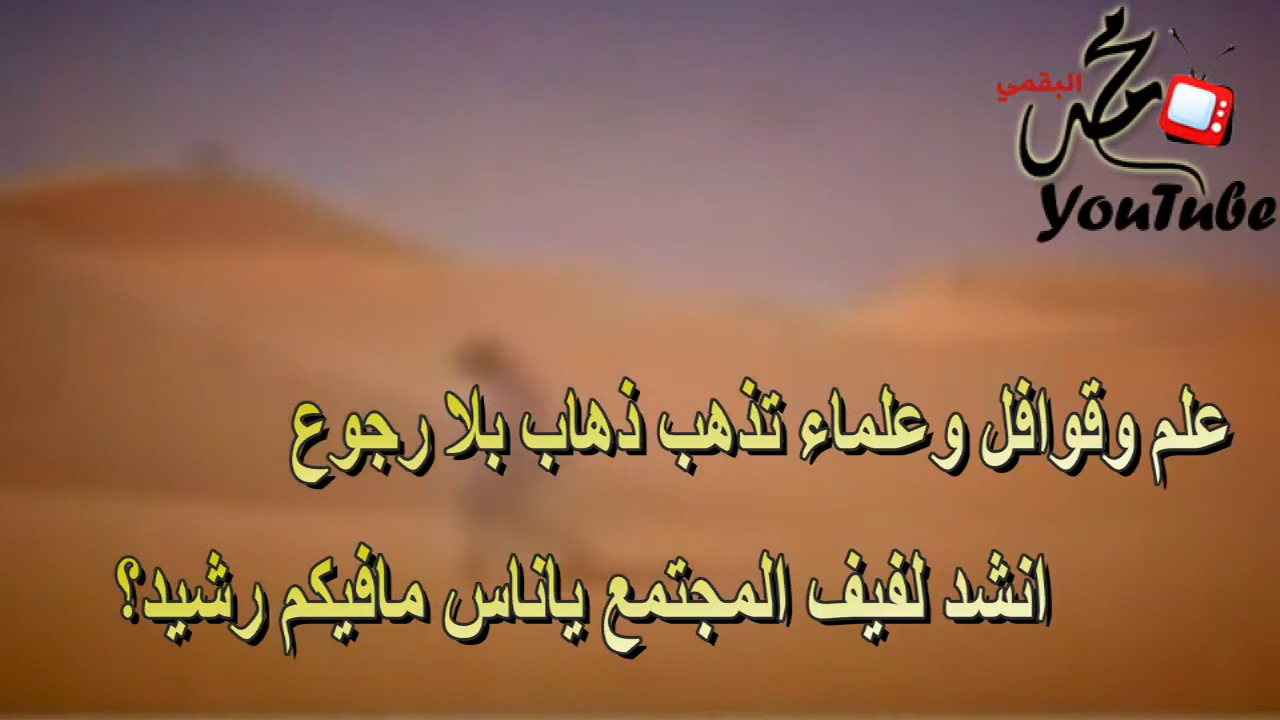 محمد
البقمي
YouTube
علم وقوافل وعلماء تذهب ذهاب بلا رجوع
انشد لفيف المجتمع ياناس مافيكم رشيد؟